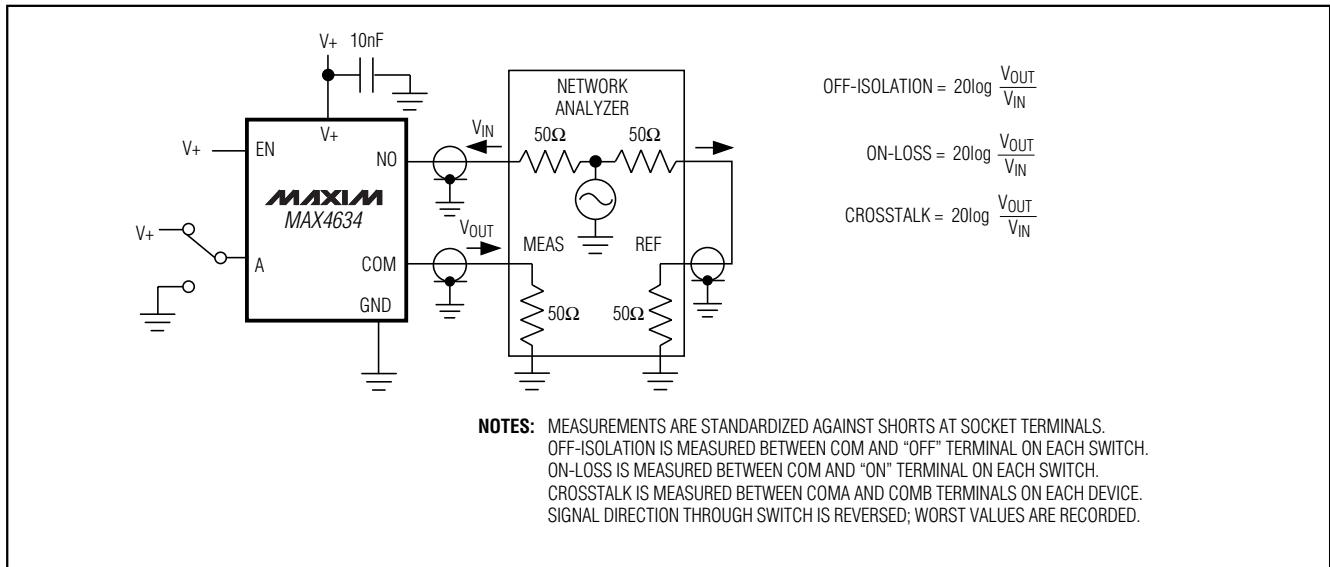 V+ 10nF
V+
V+ EN
NO
MAXIM
MAX4634
V+
A
COM
GND
VIN
VOUT
NETWORK
ANALYZER
50Ω 50Ω
MEAS REF
50Ω 50Ω
OFF-ISOLATION = 20log VOUT
VIN
ON-LOSS = 20log VOUT
VIN
CROSSTALK = 20log VOUT
VIN
NOTES: MEASUREMENTS ARE STANDARDIZED AGAINST SHORTS AT SOCKET TERMINALS.
OFF-ISOLATION IS MEASURED BETWEEN COM AND “OFF” TERMINAL ON EACH SWITCH.
ON-LOSS IS MEASURED BETWEEN COM AND “ON” TERMINAL ON EACH SWITCH.
CROSSTALK IS MEASURED BETWEEN COMA AND COMB TERMINALS ON EACH DEVICE.
SIGNAL DIRECTION THROUGH SWITCH IS REVERSED; WORST VALUES ARE RECORDED.